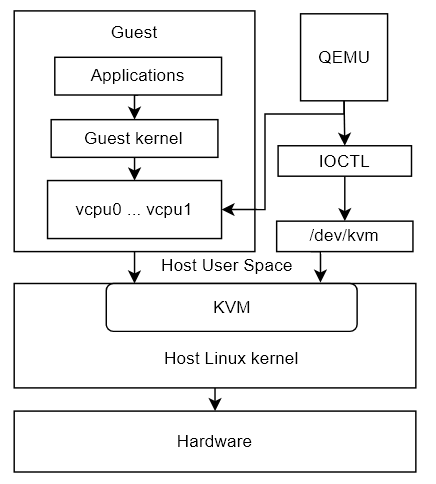 Guest
QEMU
Applications
Guest kernel
IOCTL
vcpu0 ... vcpu1
/dev/kvm
Host User Space
KVM
Host Linux kernel
Hardware